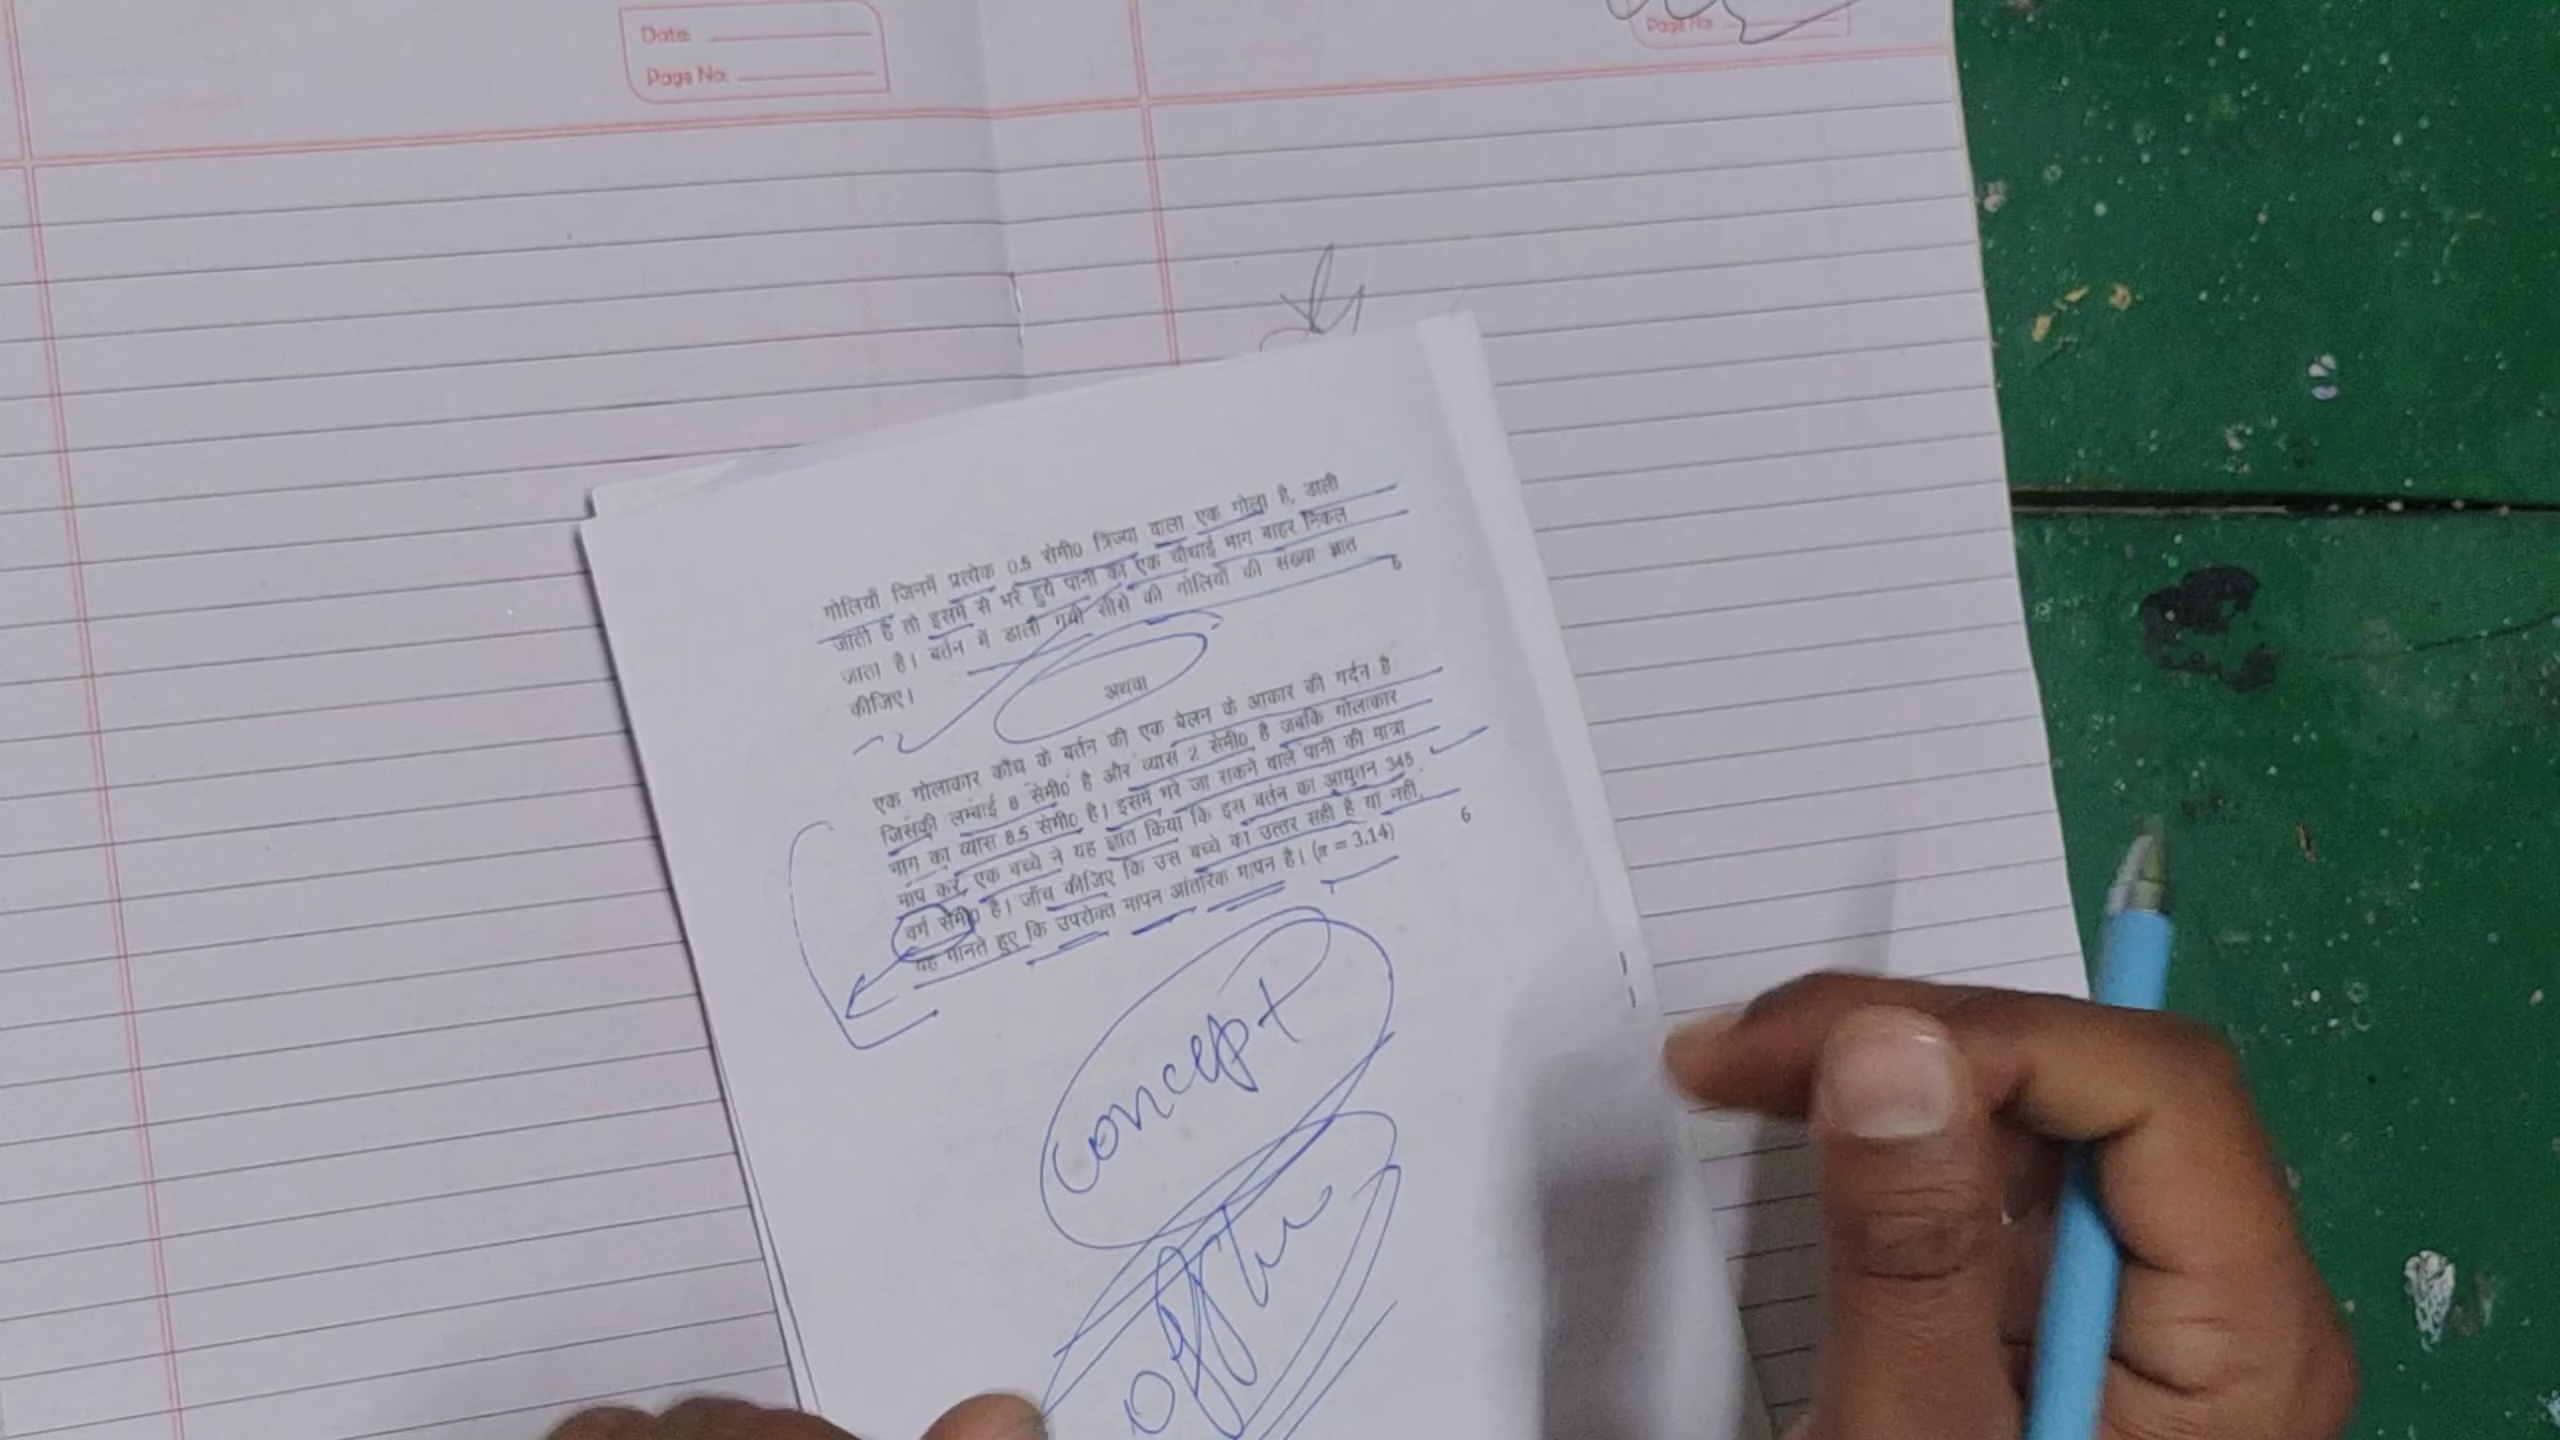 Date:
Page No:
Page No:
गोलियाँ जिनमें प्रत्येक 0.5 सेमी0 त्रिज्या वाला एक गोला है, डाली
जाती हैं तो इसमें से भरे हुये पानी का एक चौथाई भाग बाहर निकल
जाता है। बर्तन में डाली गयी सीसे की गोलियों की संख्या ज्ञात
कीजिए।
6
अथवा
एक गोलाकार काँच के बर्तन की एक बेलन के आकार की गर्दन है
जिसकी लम्बाई 8 सेमी0 है और व्यास 2 सेमी0 है जबकि गोलाकार
भाग का व्यास 8.5 सेमी0 है। इसमें भरे जा सकने वाले पानी की मात्रा
माप कर, एक बच्चे ने यह ज्ञात किया कि इस बर्तन का आयतन 345
वर्ग सेमी0 है। जाँच कीजिए कि उस बच्चे का उत्तर सही है या नहीं,
यह मानते हुए कि उपरोक्त मापन आंतरिक मापन है। (π = 3.14)
6
concept